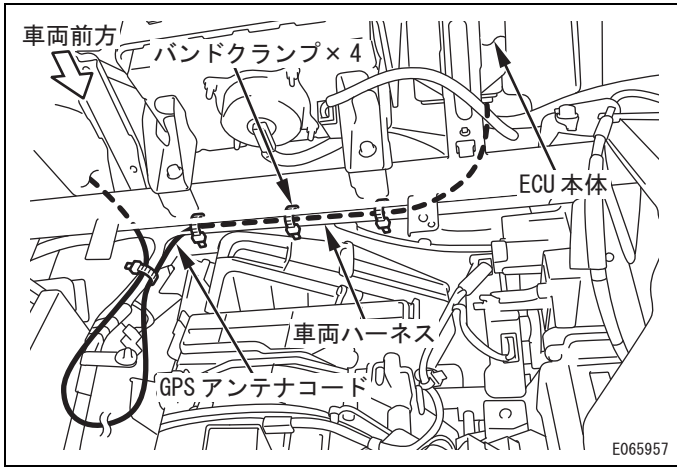 車両前方
バンドクランプ× 4
ECU 本体
車両ハーネス
GPS アンテナコード
E065957